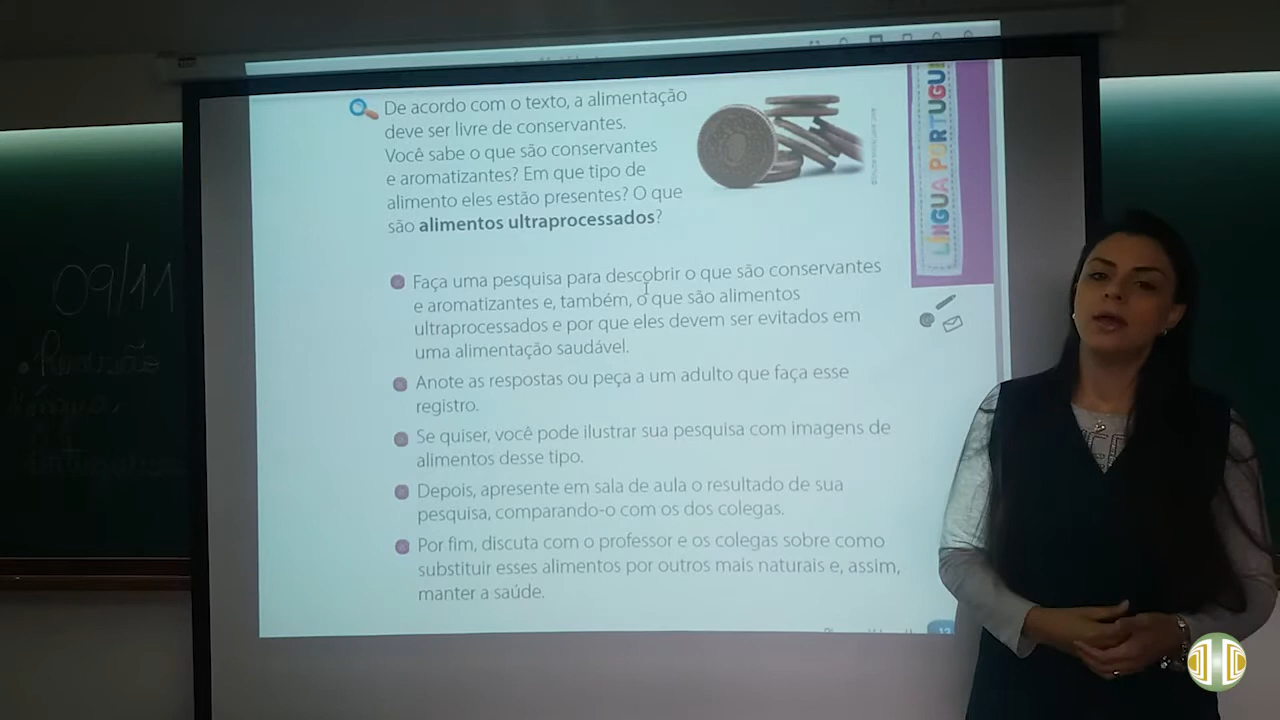 De acordo com o texto, a alimentação
deve ser livre de conservantes.
Você sabe o que são conservantes
e aromatizantes? Em que tipo de
alimento eles estão presentes? O que
são alimentos ultraprocessados?
Faça uma pesquisa para descobrir o que são conservantes
e aromatizantes e, também, o que são alimentos
ultraprocessados e por que eles devem ser evitados em
uma alimentação saudável.
Anote as respostas ou peça a um adulto que faça esse
registro.
Se quiser, você pode ilustrar sua pesquisa com imagens de
alimentos desse tipo.
Depois, apresente em sala de aula o resultado de sua
pesquisa, comparando-o com os dos colegas.
Por fim, discuta com o professor e os colegas sobre como
substituir esses alimentos por outros mais naturais e, assim,
manter a saúde.
LÍNGUA PORTUGUE
09/11